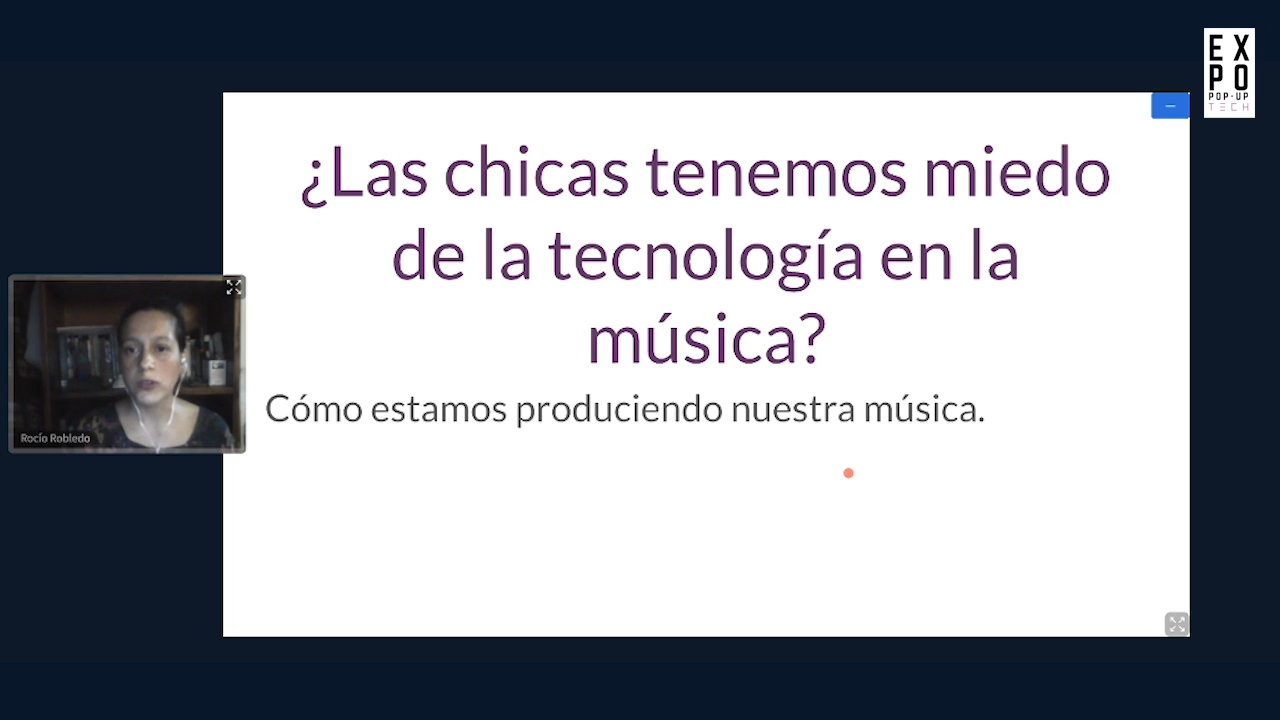 EX
PO
POP-UP
TECH
¿Las chicas tenemos miedo
de la tecnología en la
música?
Cómo estamos produciendo nuestra música.
Rocío Robledo